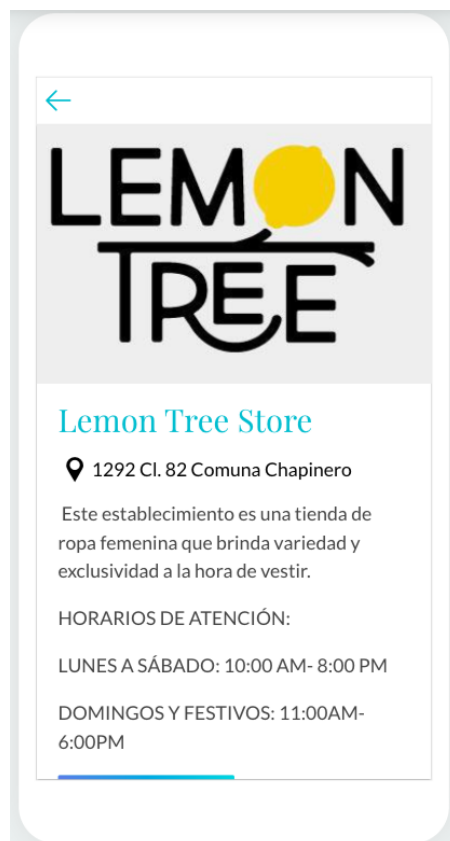 LEMON
TREE
Lemon Tree Store
1292 Cl. 82 Comuna Chapinero
Este establecimiento es una tienda de
ropa femenina que brinda variedad y
exclusividad a la hora de vestir.
HORARIOS DE ATENCIÓN:
LUNES A SÁBADO: 10:00 AM- 8:00 PM
DOMINGOS Y FESTIVOS: 11:00AM-
6:00PM